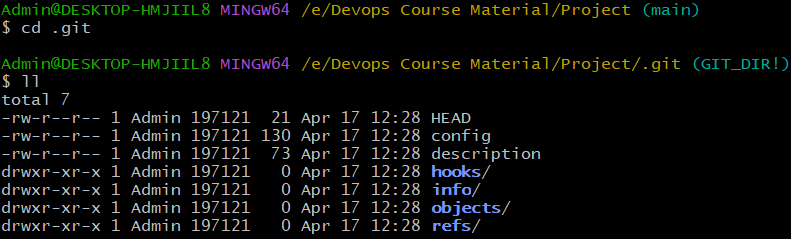 Admin@DESKTOP-HMJIIL8 MINGW64 /e/Devops Course Material/Project (main)
$ cd .git
Admin@DESKTOP-HMJIIL8 MINGW64 /e/Devops Course Material/Project/.git (GIT_DIR!)
$ ll
total 7
-rw-r--r-- 1 Admin 197121  21 Apr 17 12:28 HEAD
-rw-r--r-- 1 Admin 197121 130 Apr 17 12:28 config
-rw-r--r-- 1 Admin 197121  73 Apr 17 12:28 description
drwxr-xr-x 1 Admin 197121   0 Apr 17 12:28 hooks/
drwxr-xr-x 1 Admin 197121   0 Apr 17 12:28 info/
drwxr-xr-x 1 Admin 197121   0 Apr 17 12:28 objects/
drwxr-xr-x 1 Admin 197121   0 Apr 17 12:28 refs/